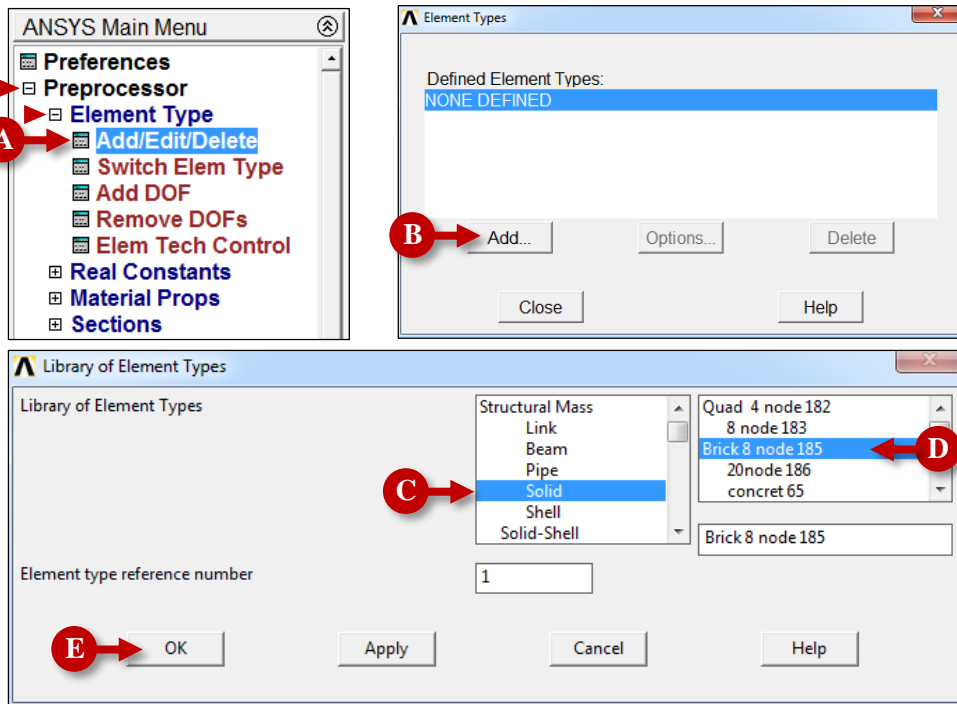 ANSYS Main Menu
Preferences
Preprocessor
Element Type
A
Add/Edit/Delete
Switch Elem Type
Add DOF
Remove DOFs
Elem Tech Control
Real Constants
Material Props
Sections
Element Types
Defined Element Types:
NONE DEFINED
B
Add...
Options...
Delete
Close
Help
Library of Element Types
Library of Element Types
Structural Mass
Link
Beam
Pipe
C
Solid
Shell
Solid-Shell
Quad 4 node 182
8 node 183
Brick 8 node 185
D
20node 186
concret 65
Brick 8 node 185
Element type reference number
1
E
OK
Apply
Cancel
Help